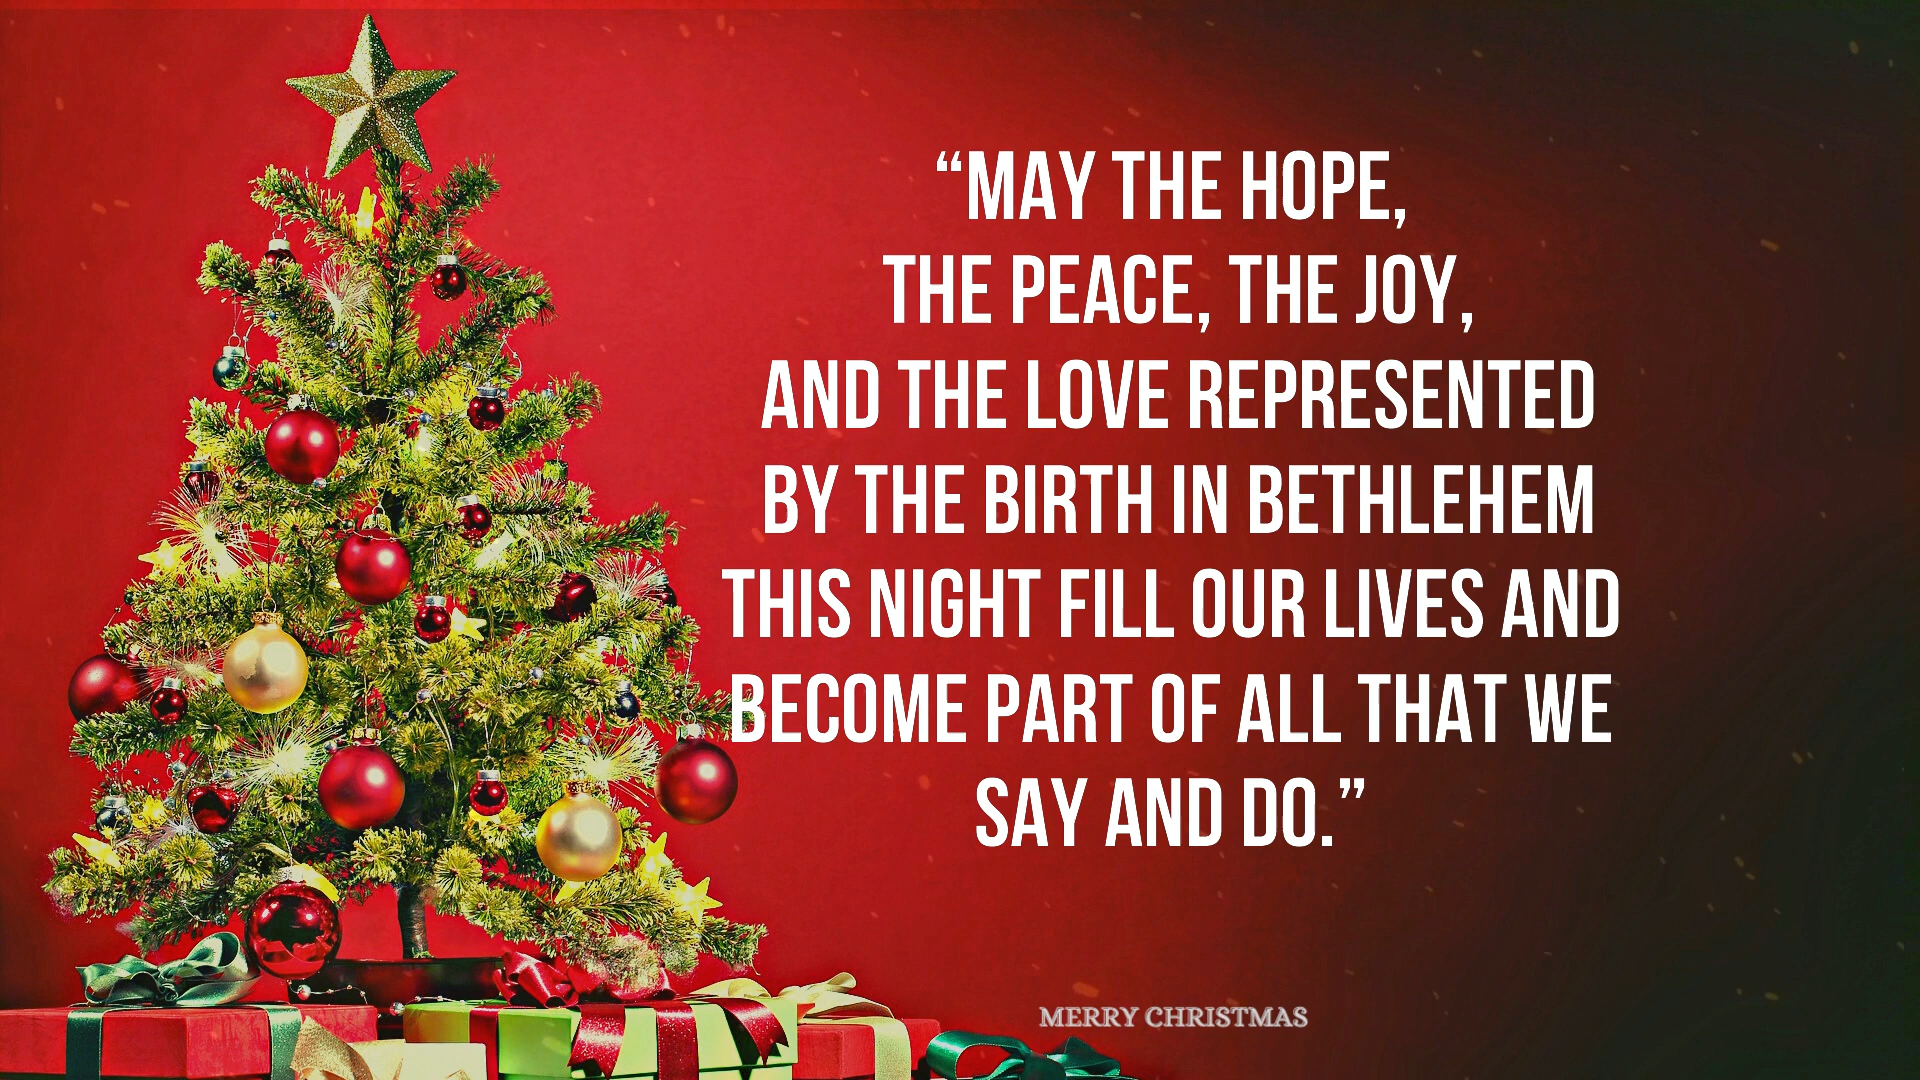 “MAY THE HOPE,
THE PEACE, THE JOY,
AND THE LOVE REPRESENTED
BY THE BIRTH IN BETHLEHEM
THIS NIGHT FILL OUR LIVES AND
BECOME PART OF ALL THAT WE
SAY AND DO.”
MERRY CHRISTMAS